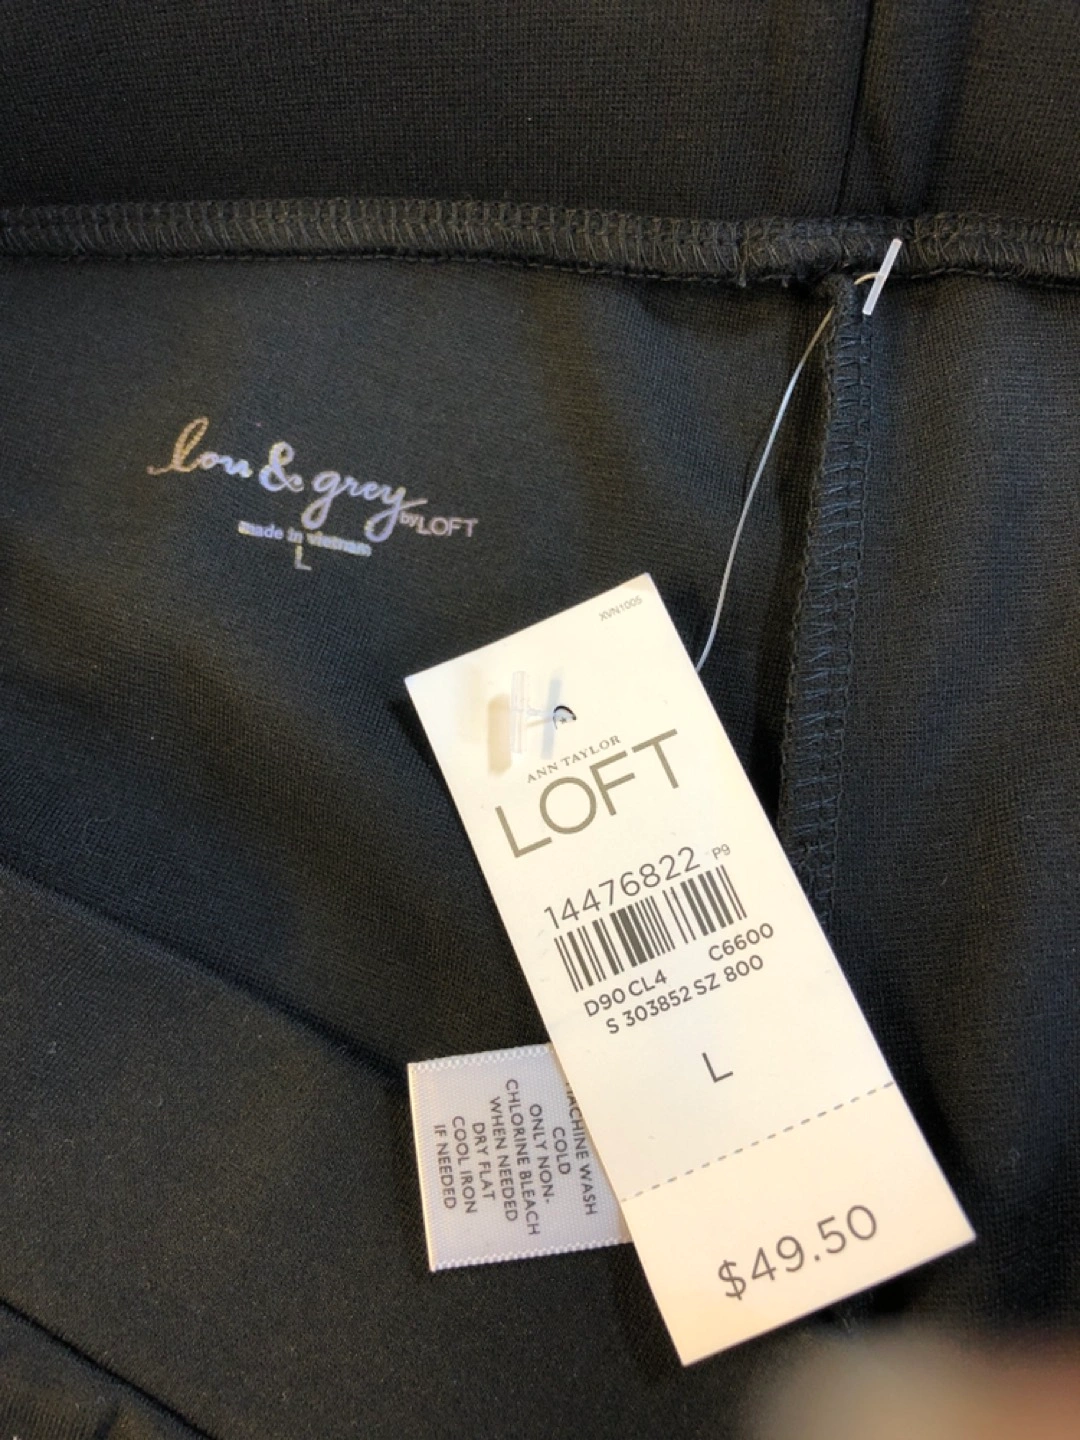 lou & grey
by LOFT
made in vietnam
L
XVN1005
ANN TAYLOR
LOFT
14476822 P9
D90 CL4 C6600
S 303852 SZ 800
L
$49.50
MACHINE WASH
COLD
ONLY NON-
CHLORINE BLEACH
WHEN NEEDED
DRY FLAT
COOL IRON
IF NEEDED